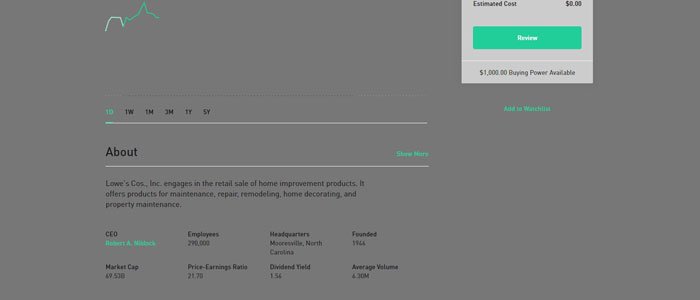 Estimated Cost $0.00
Review
$1,000.00 Buying Power Available
Add to Watchlist
1D 1W 1M 3M 1Y 5Y
About Show More
Lowe's Cos., Inc. engages in the retail sale of home improvement products. It
offers products for maintenance, repair, remodeling, home decorating, and
property maintenance.
CEO Employees Headquarters Founded
Robert A. Niblock 290,000 Mooresville, North 1946
Carolina
Market Cap Price-Earnings Ratio Dividend Yield Average Volume
69.53B 21.70 1.56 6.30M